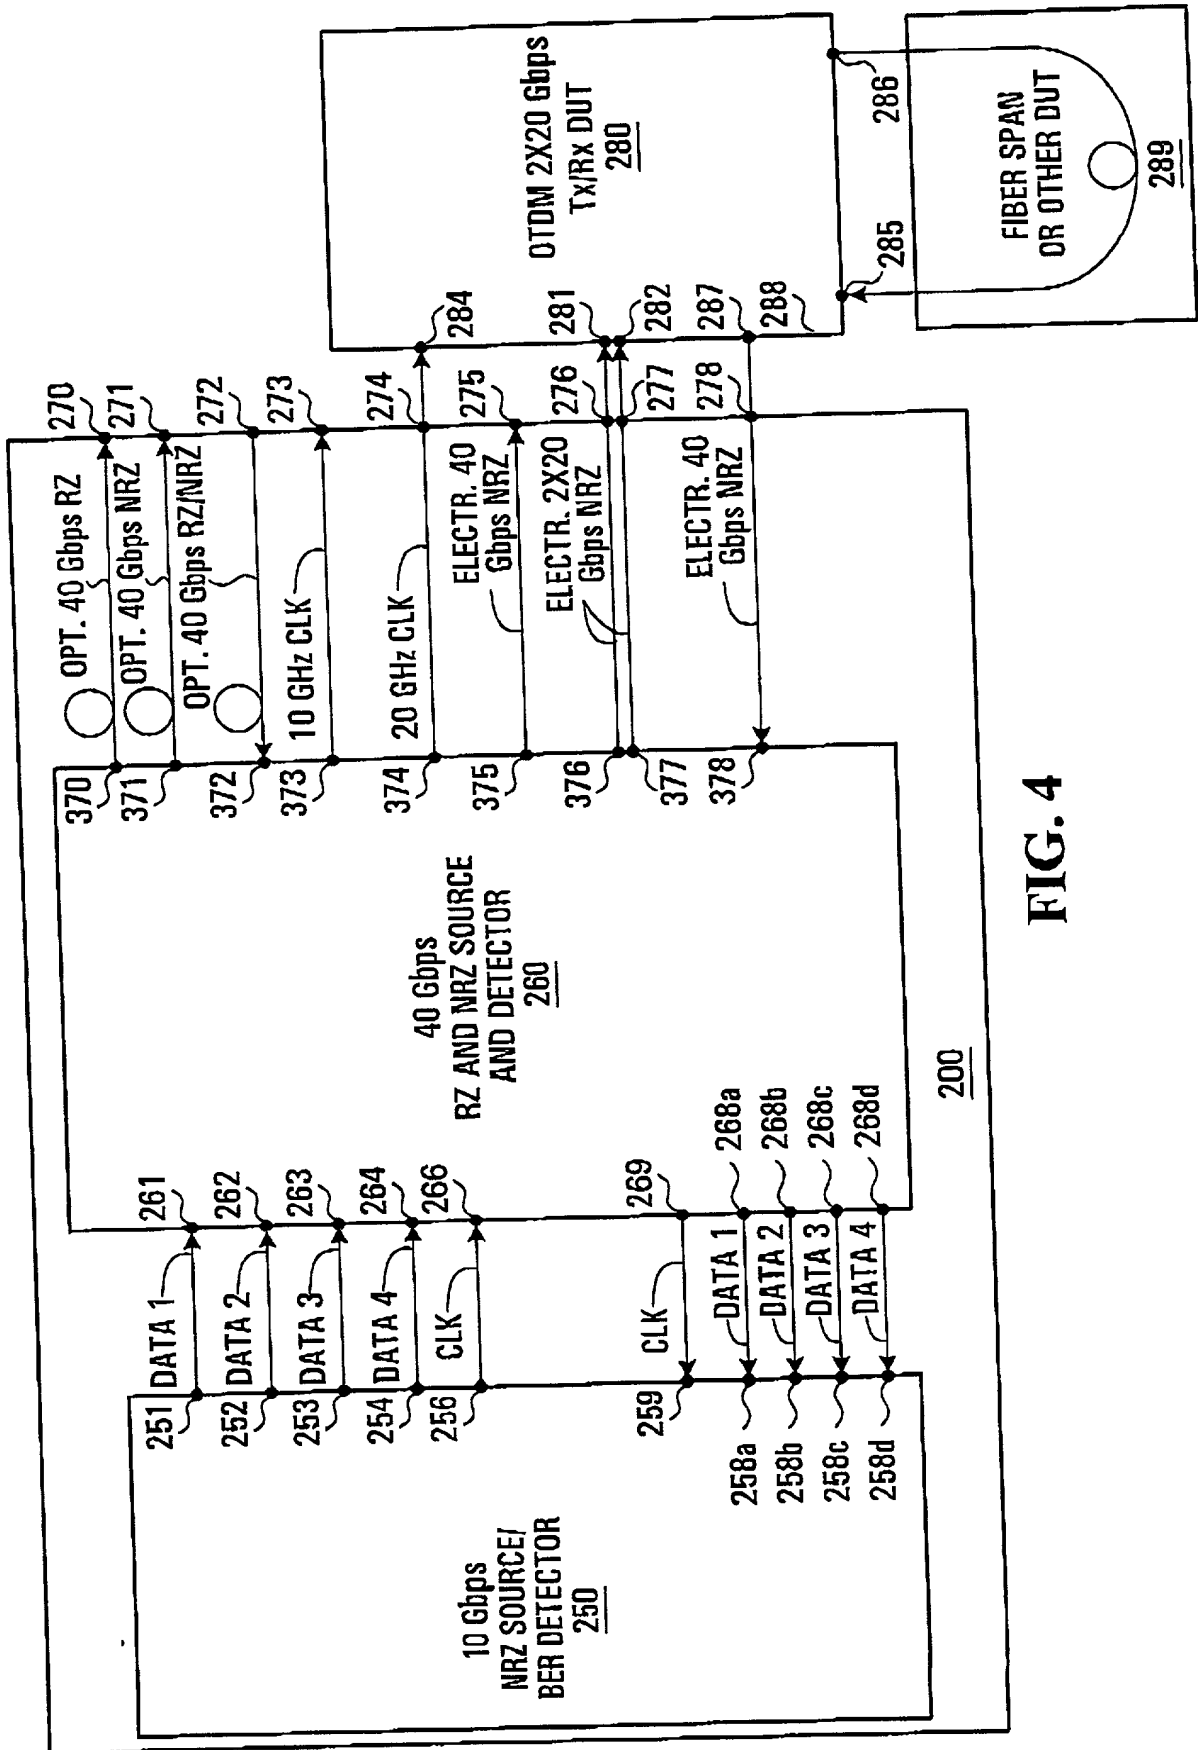 10 Gbps
NRZ SOURCE/
BER DETECTOR
250
251
252
253
254
256
259
258a
258b
258c
258d
DATA 1
DATA 2
DATA 3
DATA 4
CLK
CLK
DATA 1
DATA 2
DATA 3
DATA 4
261
262
263
264
266
269
268a
268b
268c
268d
40 Gbps
RZ AND NRZ SOURCE
AND DETECTOR
260
370
371
372
373
374
375
376
377
378
OPT. 40 Gbps RZ
OPT. 40 Gbps NRZ
OPT. 40 Gbps RZ/NRZ
10 GHz CLK
20 GHz CLK
ELECTR. 40
Gbps NRZ
ELECTR. 2X20
Gbps NRZ
ELECTR. 40
Gbps NRZ
270
271
272
273
274
275
276
277
278
200
284
281
282
287
288
OTDM 2X20 Gbps
Tx/Rx DUT
280
285
286
FIBER SPAN
OR OTHER DUT
289
FIG. 4